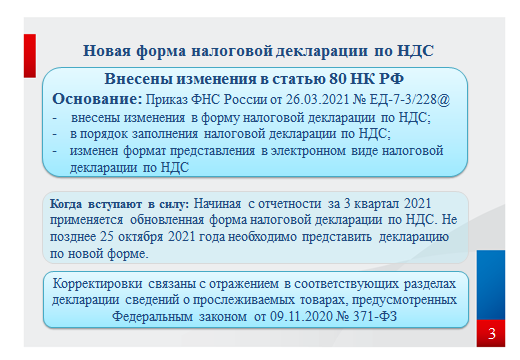 Новая форма налоговой декларации по НДС
Внесены изменения в статью 80 НК РФ
Основание: Приказ ФНС России от 26.03.2021 № ЕД-7-3/228@
- внесены изменения в форму налоговой декларации по НДС;
- в порядок заполнения налоговой декларации по НДС;
- изменен формат представления в электронном виде налоговой
декларации по НДС
Когда вступают в силу: Начиная с отчетности за 3 квартал 2021
применяется обновленная форма налоговой декларации по НДС. Не
позднее 25 октября 2021 года необходимо представить декларацию
по новой форме.
Корректировки связаны с отражением в соответствующих разделах
декларации сведений о прослеживаемых товарах, предусмотренных
Федеральным законом от 09.11.2020 № 371-ФЗ
3